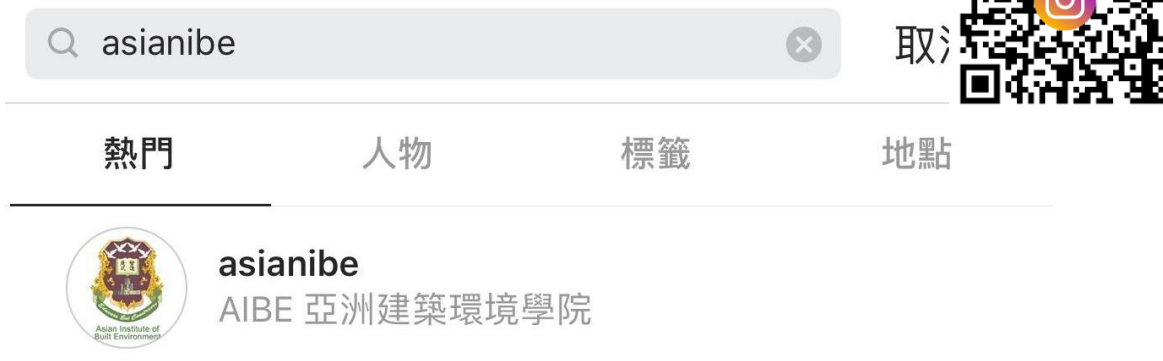 asianibe
取
熱門 人物 標籤 地點
asianibe
AIBE 亞洲建築環境學院
Asian Institute of
Built Environment